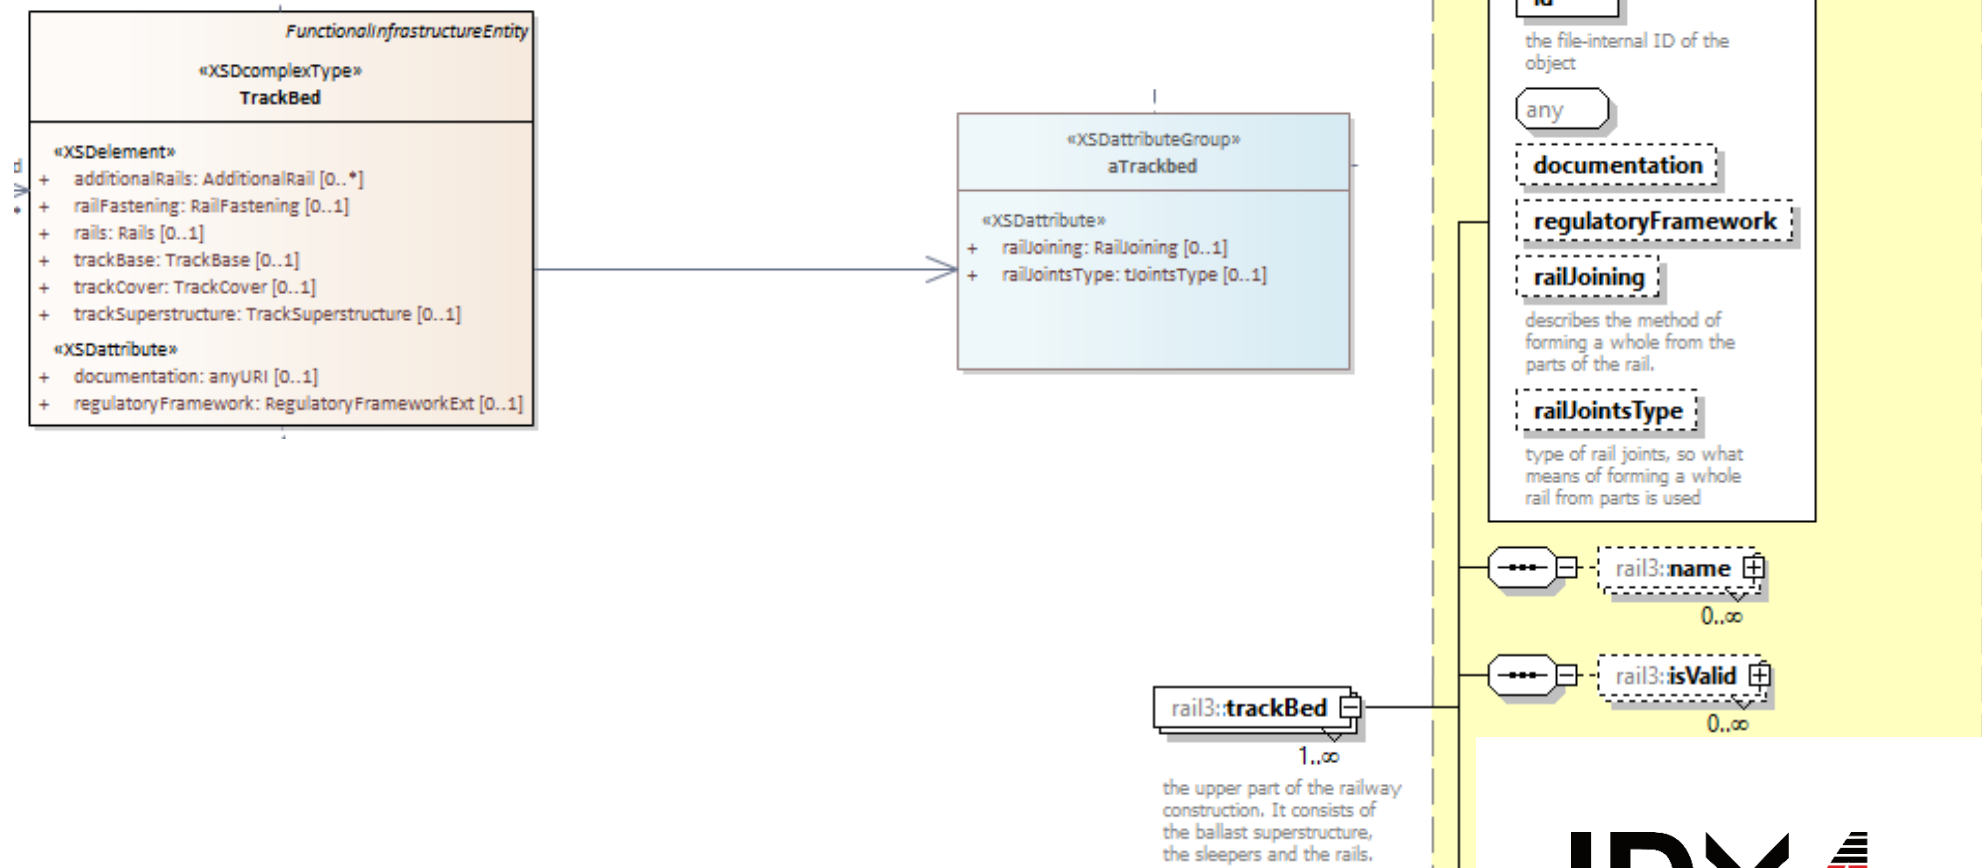 FunctionalInfrastructureEntity
«XSDcomplexType»
TrackBed
«XSDelement»
+ additionalRails: AdditionalRail [0..*]
+ railFastening: RailFastening [0..1]
+ rails: Rails [0..1]
+ trackBase: TrackBase [0..1]
+ trackCover: TrackCover [0..1]
+ trackSuperstructure: TrackSuperstructure [0..1]
«XSDattribute»
+ documentation: anyURI [0..1]
+ regulatoryFramework: RegulatoryFrameworkExt [0..1]
«XSDattributeGroup»
aTrackbed
«XSDattribute»
+ railJoining: RailJoining [0..1]
+ railJointsType: tJointsType [0..1]
id
the file-internal ID of the
object
any
documentation
regulatoryFramework
railJoining
describes the method of
forming a whole from the
parts of the rail.
railJointsType
type of rail joints, so what
means of forming a whole
rail from parts is used
rail3::name
0..∞
rail3::isValid
0..∞
rail3::trackBed
1..∞
the upper part of the railway
construction. It consists of
the ballast superstructure,
the sleepers and the rails.